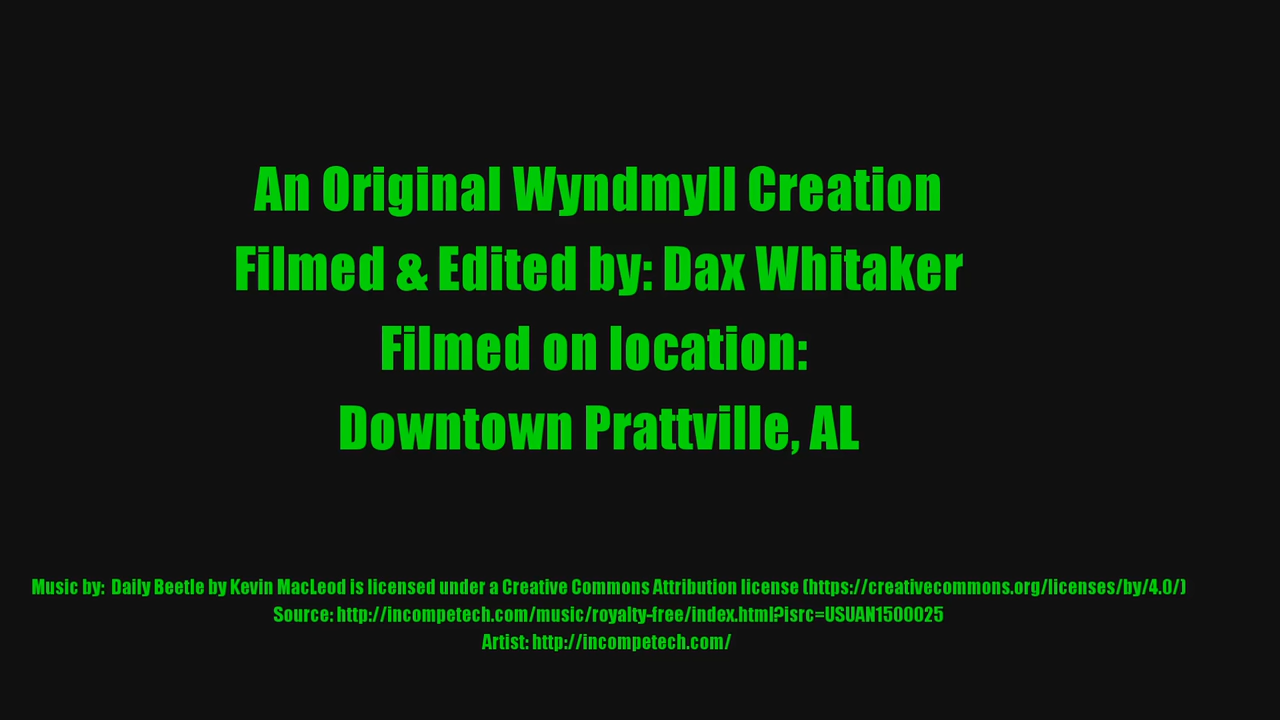 An Original Wyndmyll Creation
Filmed & Edited by: Dax Whitaker
Filmed on location:
Downtown Prattville, AL
Music by:  Daily Beetle by Kevin MacLeod is licensed under a Creative Commons Attribution license (https://creativecommons.org/licenses/by/4.0/)
Source: http://incompetech.com/music/royalty-free/index.html?isrc=USUAN1500025
Artist: http://incompetech.com/